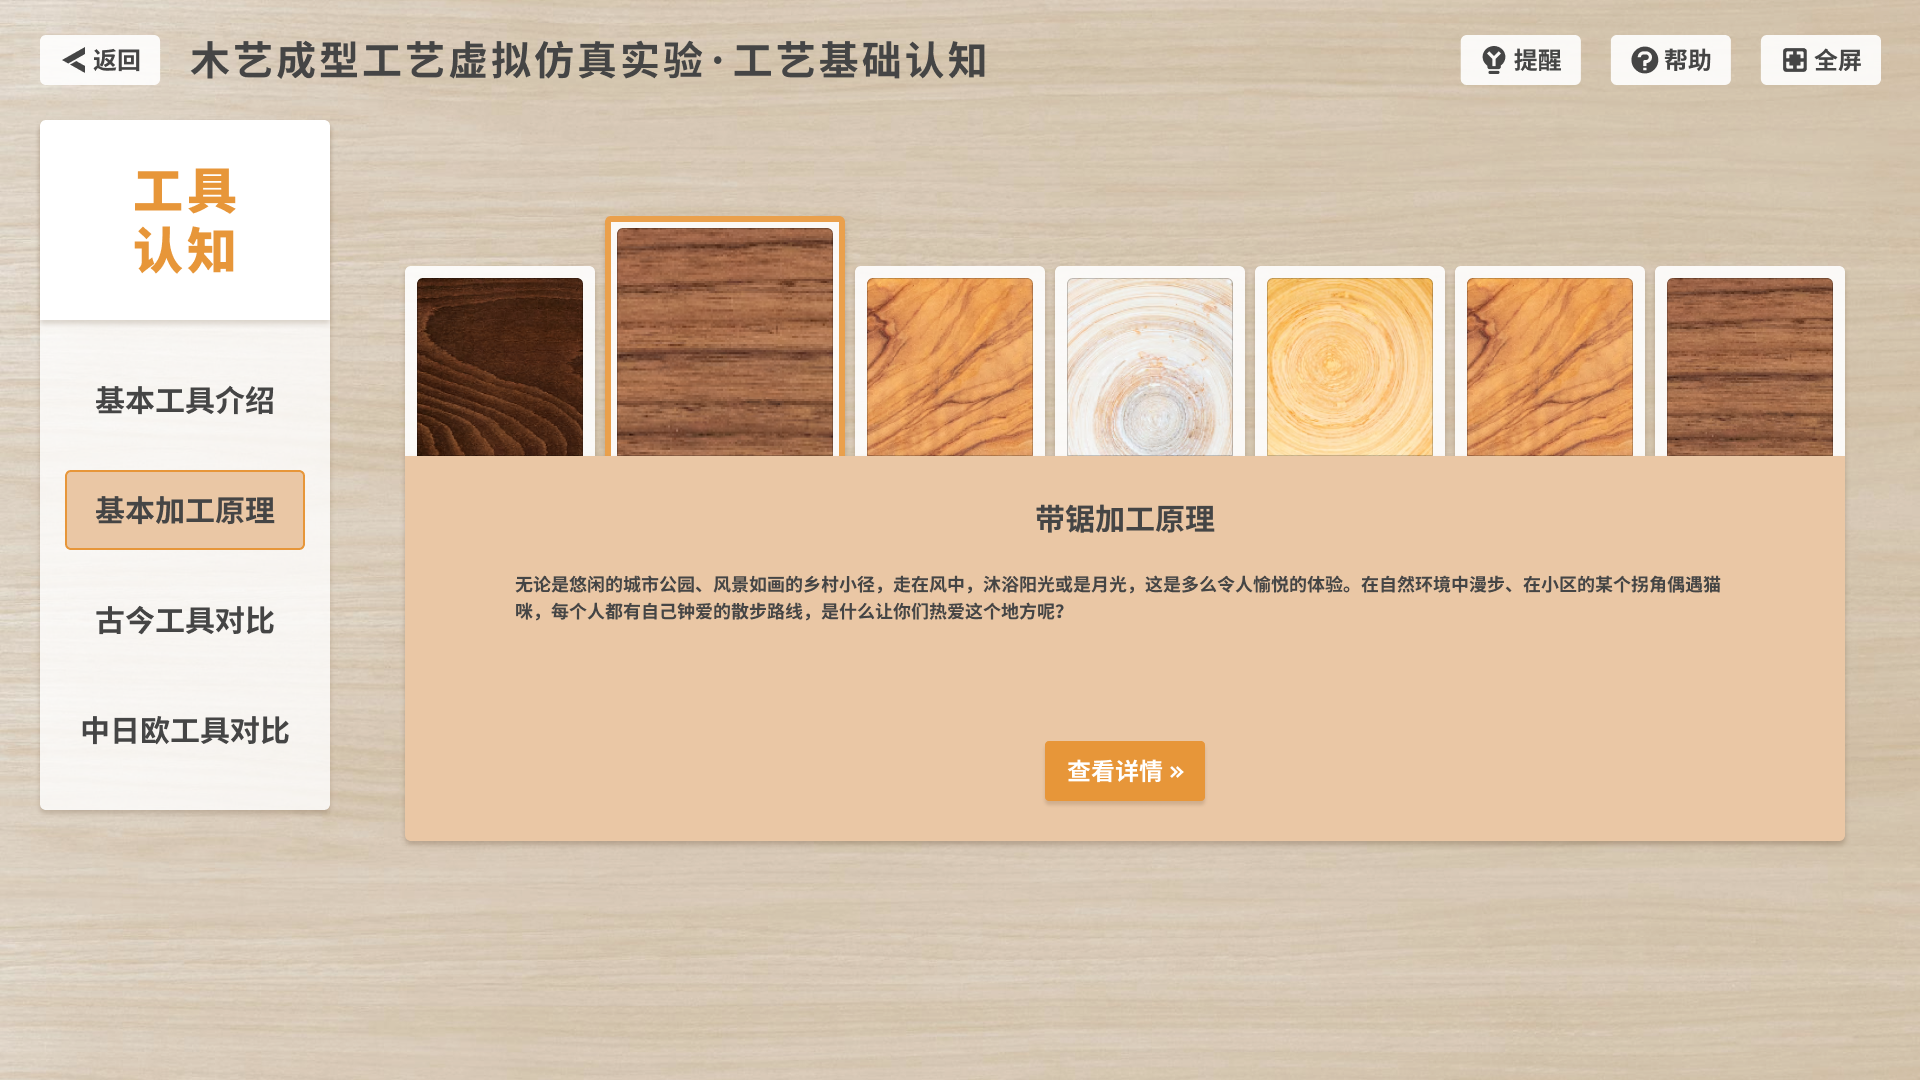 返回
木艺成型工艺虚拟仿真实验·工艺基础认知
提醒
帮助
全屏
工具
认知
基本工具介绍
基本加工原理
古今工具对比
中日欧工具对比
带锯加工原理
无论是悠闲的城市公园、风景如画的乡村小径，走在风中，沐浴阳光或是月光，这是多么令人愉悦的体验。在自然环境中漫步、在小区的某个拐角偶遇猫
咪，每个人都有自己钟爱的散步路线，是什么让你们热爱这个地方呢？
查看详情 »